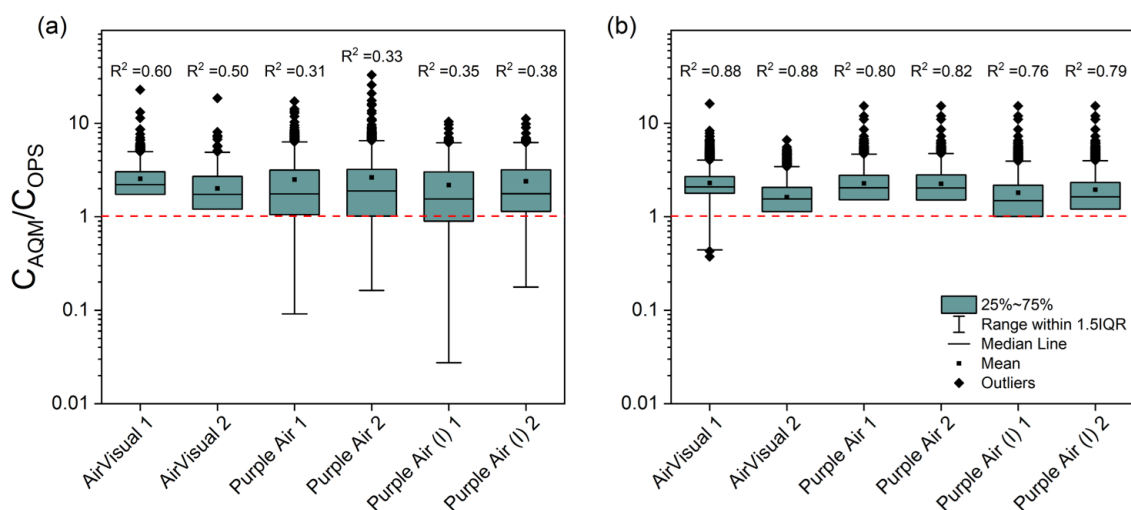 (a)
R² =0.60
R² =0.50
R² =0.31
R² =0.33
R² =0.35
R² =0.38
10
1
0.1
0.01
C_AQM/C_OPS
AirVisual 1
AirVisual 2
Purple Air 1
Purple Air 2
Purple Air (I) 1
Purple Air (I) 2
(b)
R² =0.88
R² =0.88
R² =0.80
R² =0.82
R² =0.76
R² =0.79
10
1
0.1
0.01
25%~75%
Range within 1.5IQR
Median Line
Mean
Outliers
AirVisual 1
AirVisual 2
Purple Air 1
Purple Air 2
Purple Air (I) 1
Purple Air (I) 2